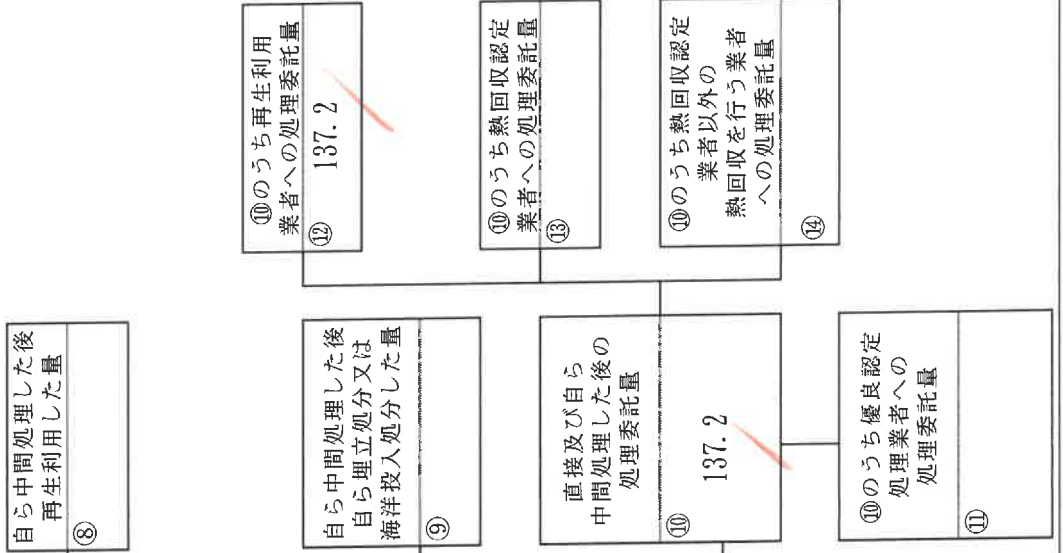 自ら中間処理した後
再生利用した量
⑧
自ら中間処理した後
自ら埋立処分又は
海洋投入処分した量
⑨
直接及び自ら
中間処理した後の
処理委託量
⑩
137.2
⑩のうち優良認定
処理業者への
処理委託量
⑪
⑩のうち再生利用
業者への処理委託量
⑫
137.2
⑩のうち熱回収認定
業者への処理委託量
⑬
⑩のうち熱回収認定
業者以外の
熱回収を行う業者
への処理委託量
⑭